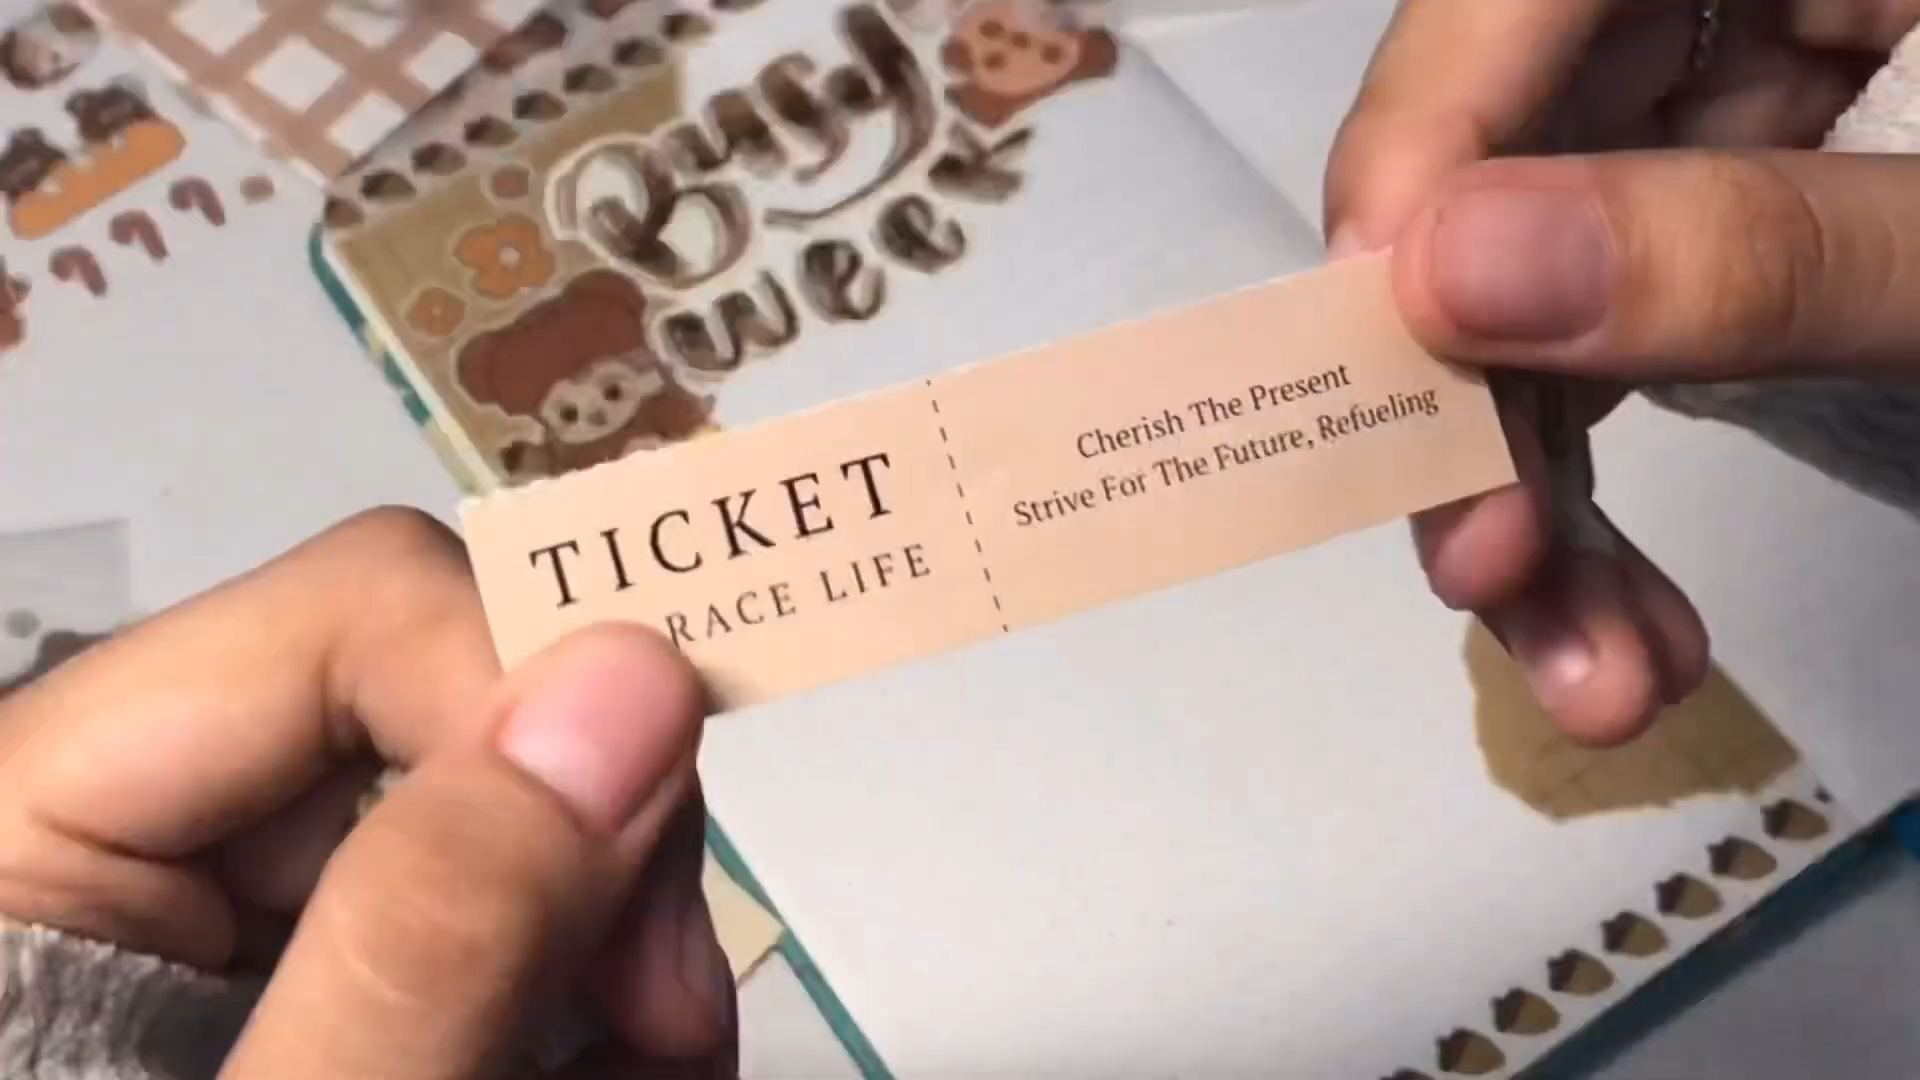 Busy
week
TICKET
RACE LIFE
Cherish The Present
Strive For The Future, Refueling